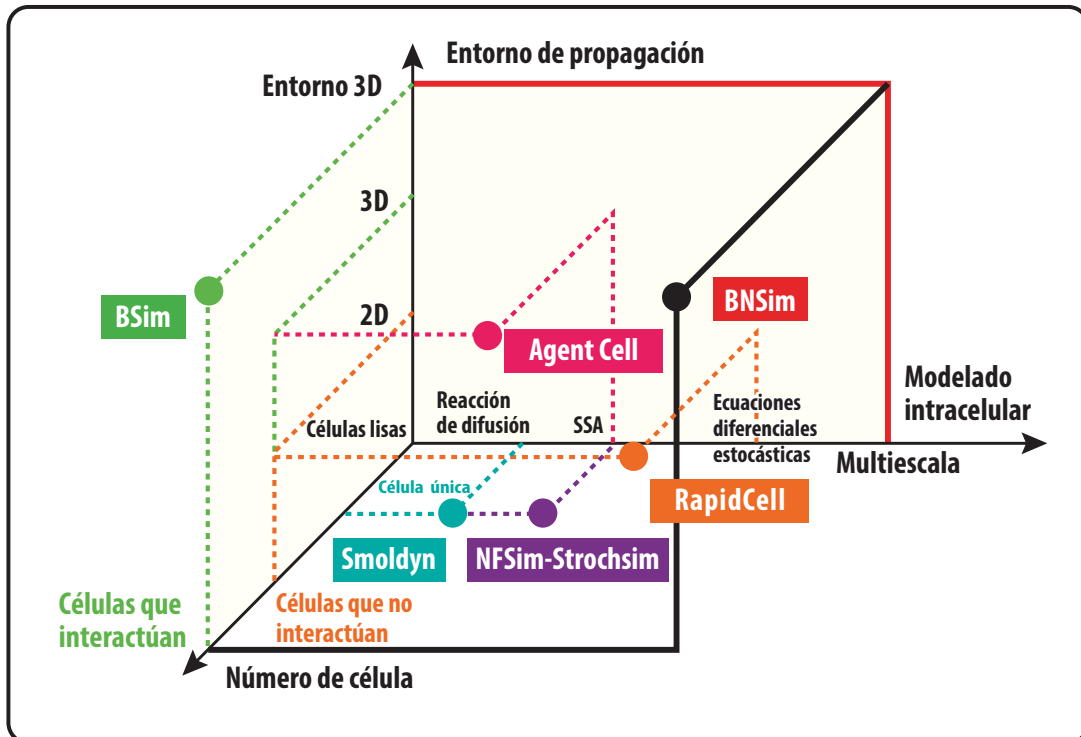 Entorno de propagación
Entorno 3D
3D
2D
BSim
BNSim
Agent Cell
Modelado
intracelular
Reacción
de difusión
Células lisas
SSA
Ecuaciones
diferenciales
estocásticas
Multiescala
Célula única
RapidCell
Smoldyn
NFSim-Strochsim
Células que
interactúan
Células que no
interactúan
Número de célula